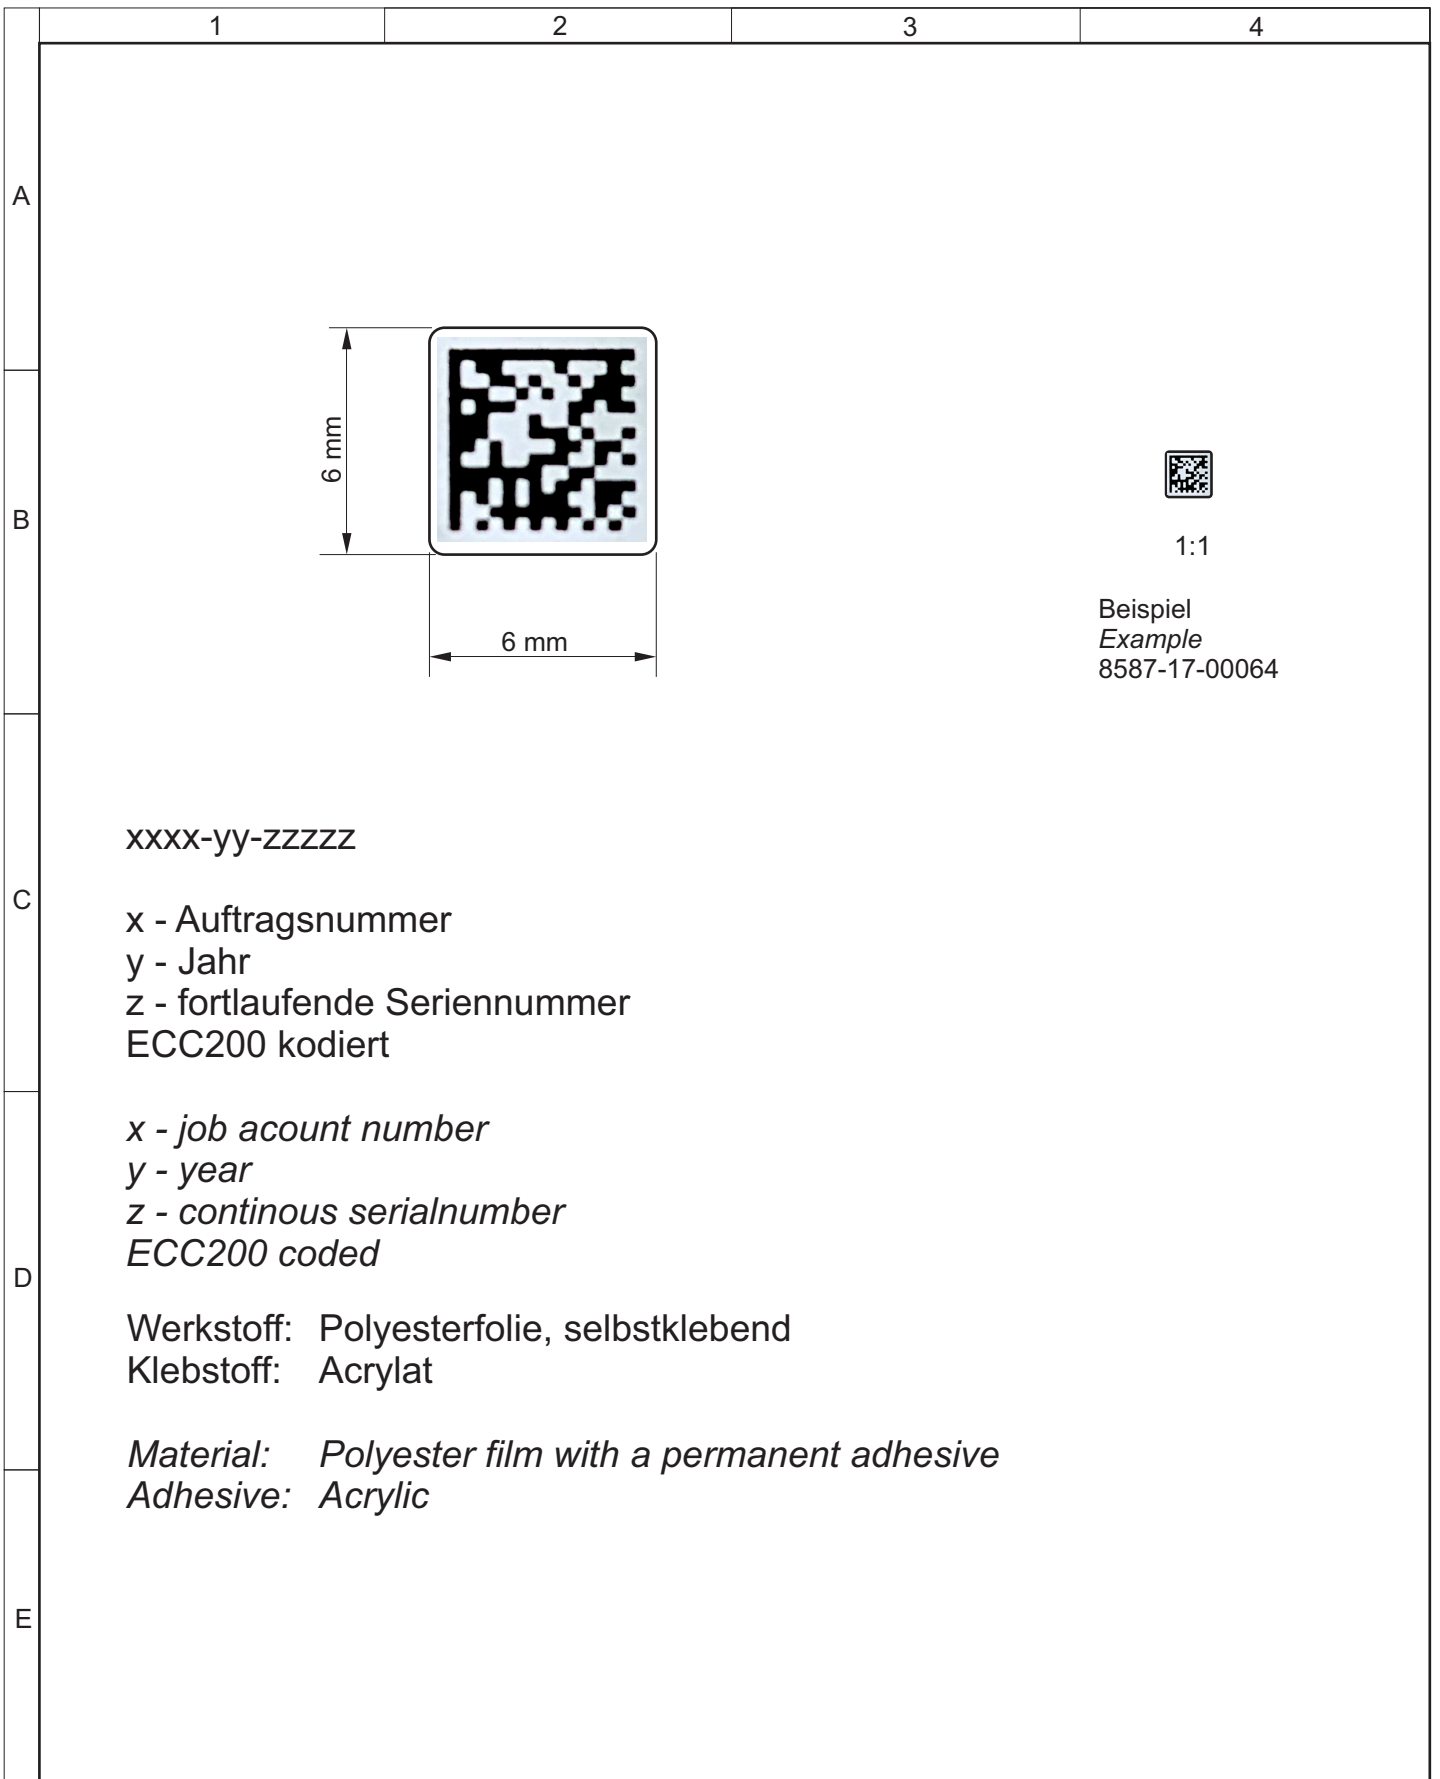 1 2 3 4
A
6 mm
B
1:1
6 mm
Beispiel
Example
8587-17-00064
xxxx-yy-zzzzz
C
x - Auftragsnummer
y - Jahr
z - fortlaufende Seriennummer
ECC200 kodiert
x - job acount number
y - year
z - continous serialnumber
ECC200 coded
D
Werkstoff: Polyesterfolie, selbstklebend
Klebstoff: Acrylat
Material: Polyester film with a permanent adhesive
Adhesive: Acrylic
E